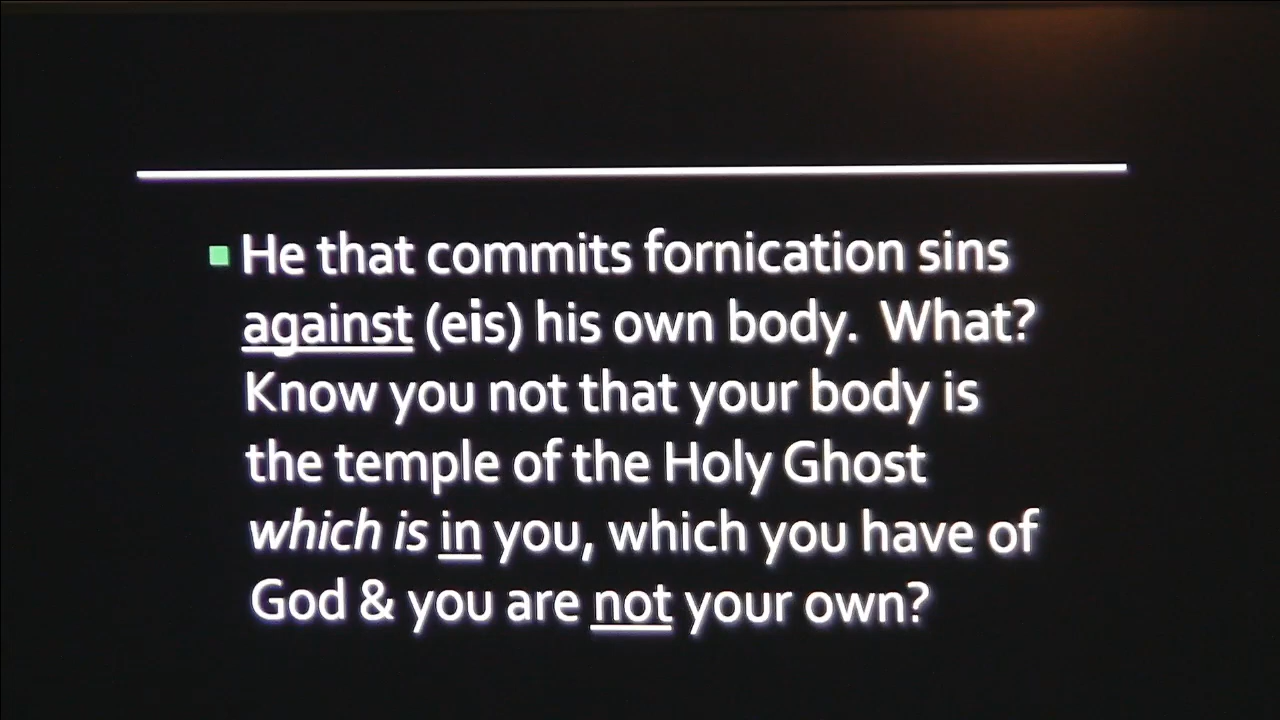 He that commits fornication sins
against (eis) his own body.  What?
Know you not that your body is
the temple of the Holy Ghost
which is in you, which you have of
God & you are not your own?